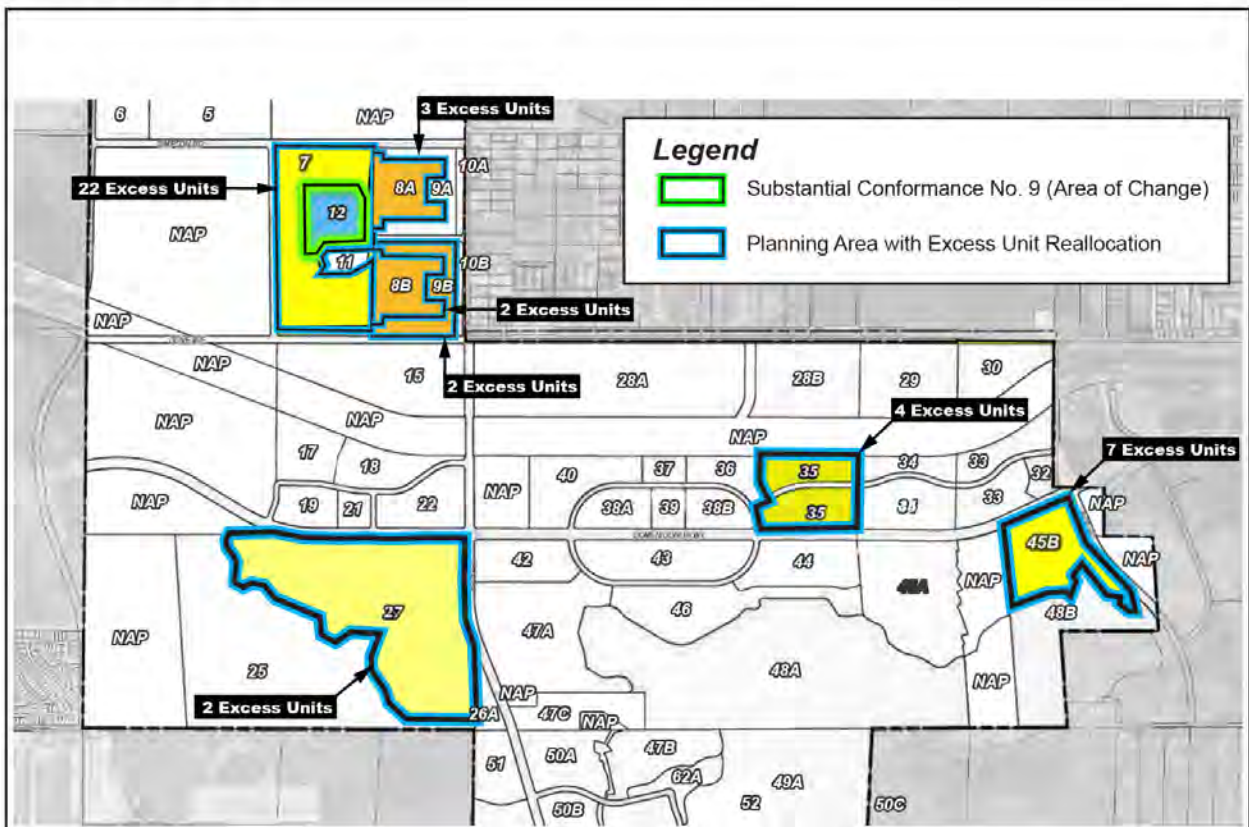 6
5
NAP
3 Excess Units
Legend
Substantial Conformance No. 9 (Area of Change)
Planning Area with Excess Unit Reallocation
7
10A
8A
9A
22 Excess Units
12
NAP
11
10B
8B
9B
2 Excess Units
NAP
2 Excess Units
NAP
15
28A
28B
29
30
NAP
NAP
NAP
4 Excess Units
7 Excess Units
17
18
40
37
36
35
34
33
32
NAP
19
21
22
NAP
38A
39
38B
35
33
NAP
42
43
44
45B
NAP
NAP
27
46
48B
NAP
25
47A
48A
NAP
2 Excess Units
NAP
26A
47C
NAP
51
50A
47B
62A
49A
50B
52
50C